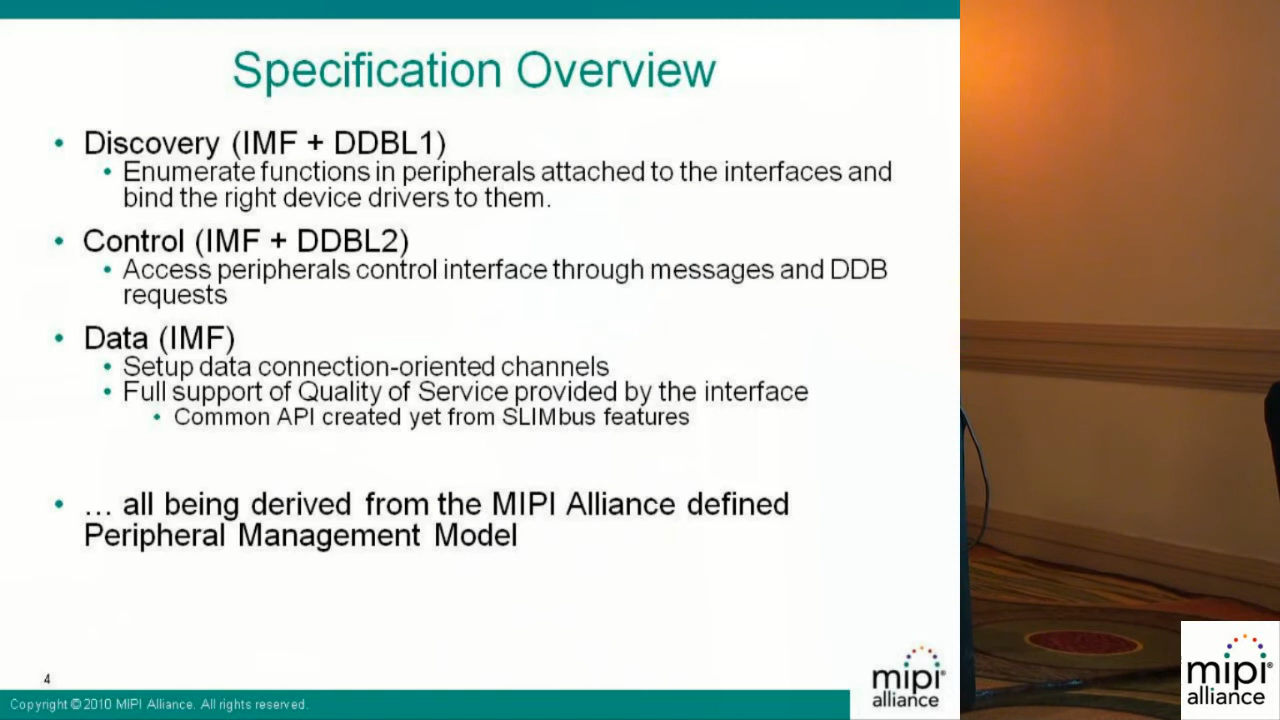 Specification Overview
• Discovery (IMF + DDBL1)
• Enumerate functions in peripherals attached to the interfaces and
bind the right device drivers to them.
• Control (IMF + DDBL2)
• Access peripherals control interface through messages and DDB
requests
• Data (IMF)
• Setup data connection-oriented channels
• Full support of Quality of Service provided by the interface
• Common API created yet from SLIMbus features
• … all being derived from the MIPI Alliance defined
Peripheral Management Model
4
Copyright © 2010 MIPI Alliance. All rights reserved.
mipi®
alliance
mipi®
alliance